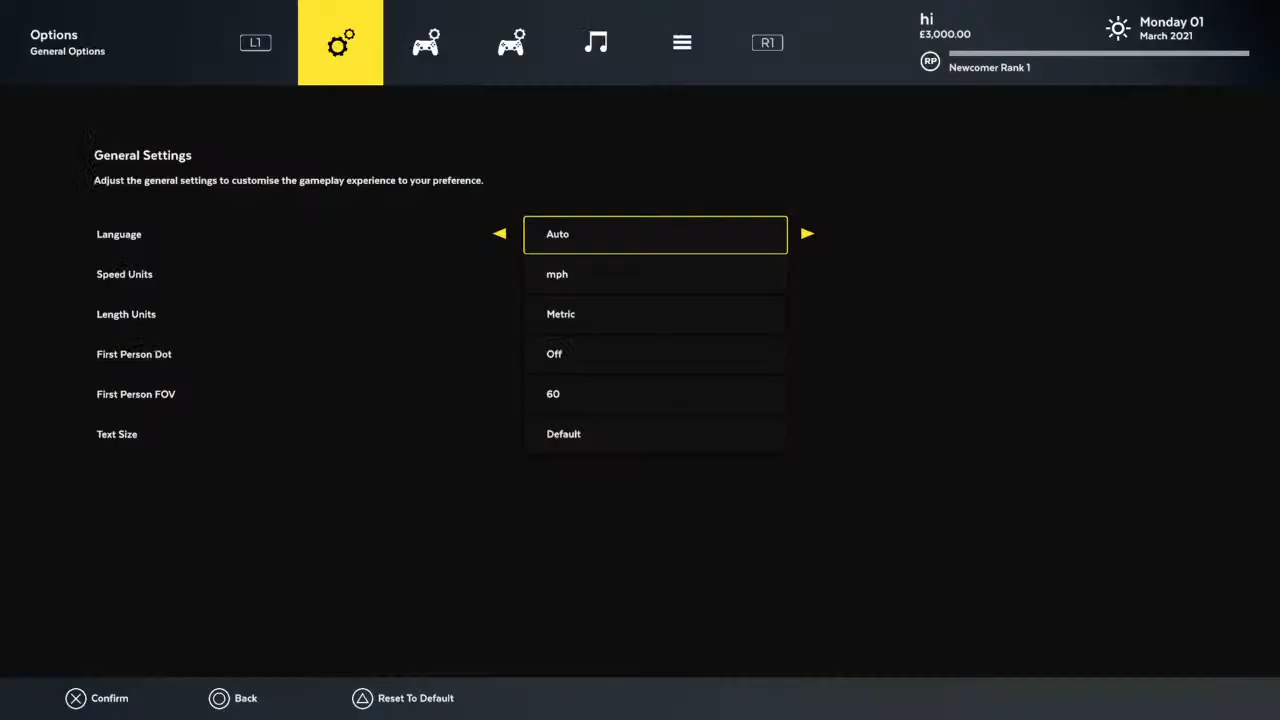 Options
General Options
L1
R1
hi
£3,000.00
RP
Newcomer Rank 1
Monday 01
March 2021
General Settings
Adjust the general settings to customise the gameplay experience to your preference.
Language Auto
Speed Units mph
Length Units Metric
First Person Dot Off
First Person FOV 60
Text Size Default
Confirm Back Reset To Default